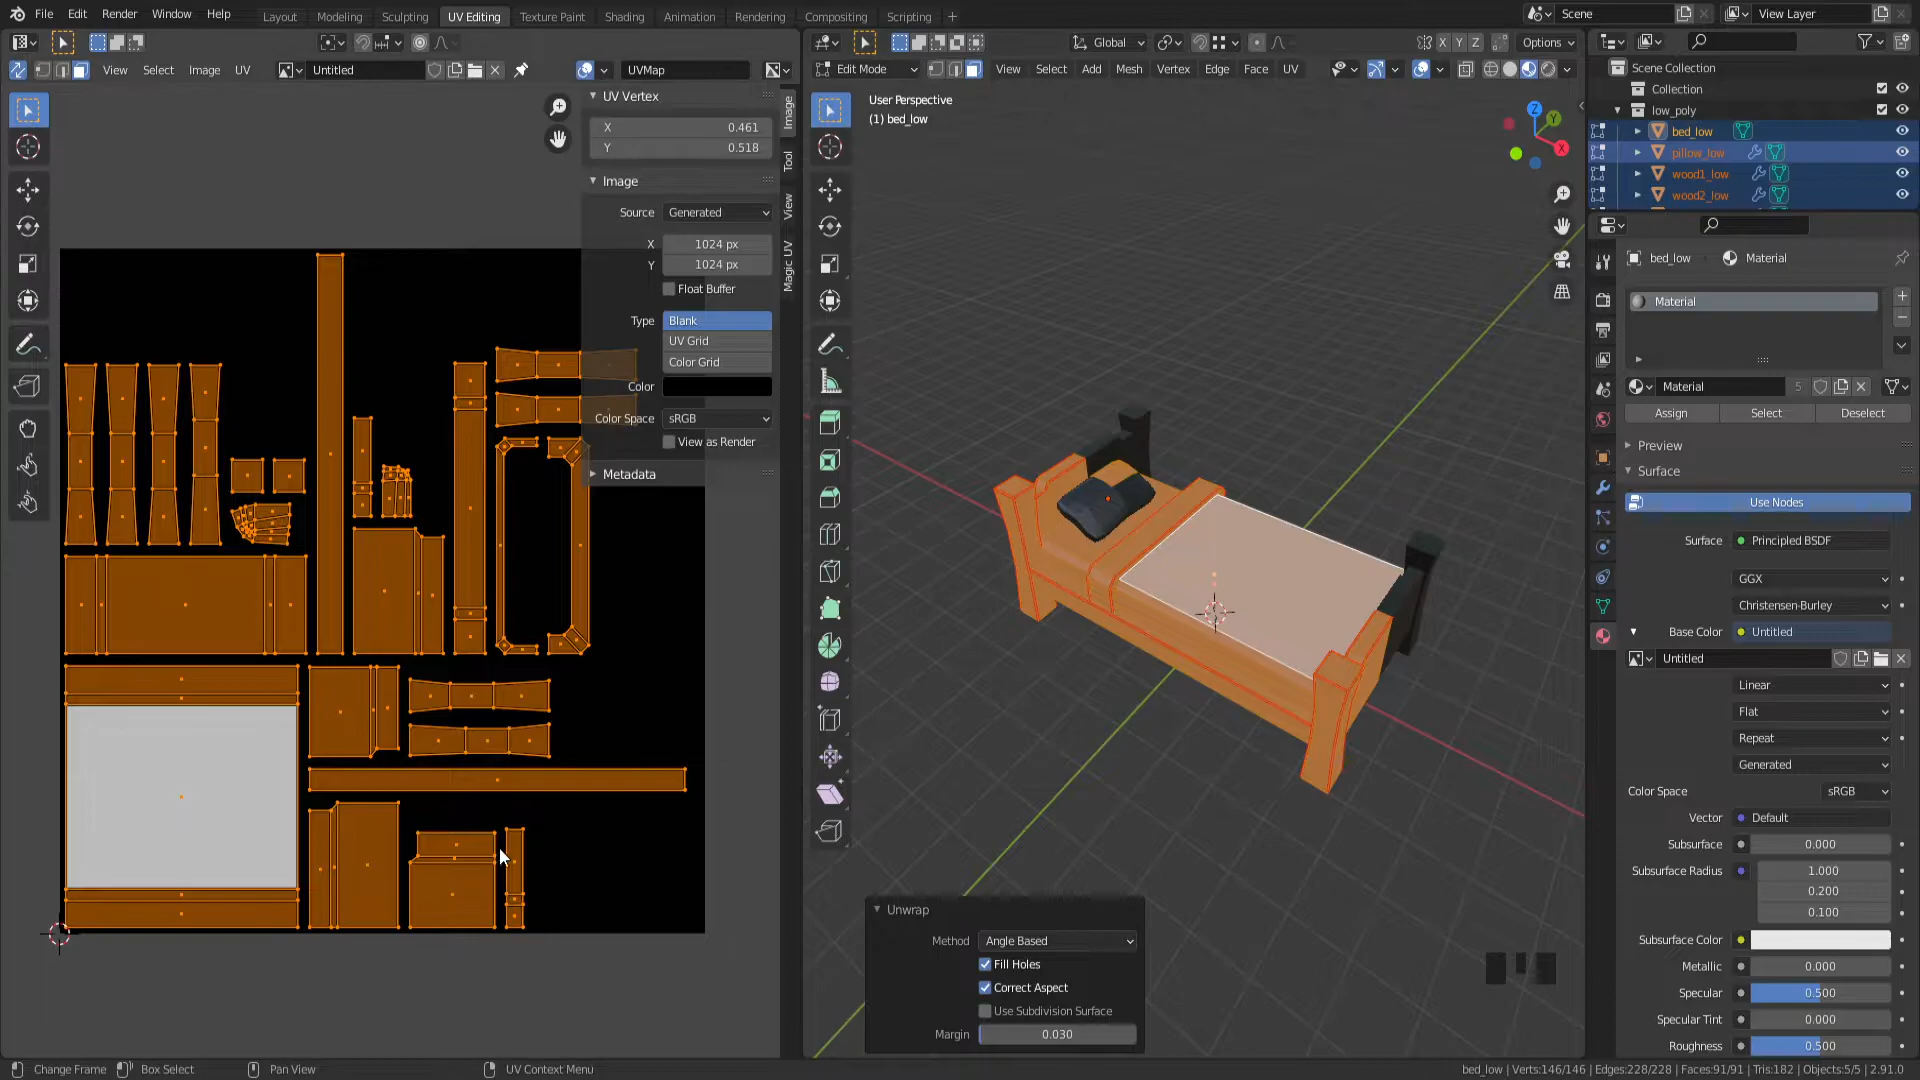 File Edit Render Window Help Layout Modeling Sculpting UV Editing Texture Paint Shading Animation Rendering Compositing Scripting Scene View Layer
Global X Y Z Options
View Select Image UV Untitled UVMap
Edit Mode View Select Add Mesh Vertex Edge Face UV
UV Vertex
X 0.461
Y 0.518
Image
Source Generated
X 1024 px
Y 1024 px
Float Buffer
Type Blank
UV Grid
Color Grid
Color
Color Space sRGB
View as Render
Metadata
Image
Tool
View
Magic UV
User Perspective
(1) bed_low
Z
Y
X
Unwrap
Method Angle Based
Fill Holes
Correct Aspect
Use Subdivision Surface
Margin 0.030
Scene Collection
Collection
low_poly
bed_low
pillow_low
wood1_low
wood2_low
bed_low Material
Material
Material 5
Assign Select Deselect
Preview
Surface
Use Nodes
Surface Principled BSDF
GGX
Christensen-Burley
Base Color Untitled
Untitled
Linear
Flat
Repeat
Generated
Color Space sRGB
Vector Default
Subsurface 0.000
Subsurface Radius 1.000
0.200
0.100
Subsurface Color
Metallic 0.000
Specular 0.500
Specular Tint 0.000
Roughness 0.500
Change Frame Box Select Pan View UV Context Menu bed_low | Verts:146/146 | Edges:228/228 | Faces:91/91 | Tris:182 | Objects:5/5 | 2.91.0